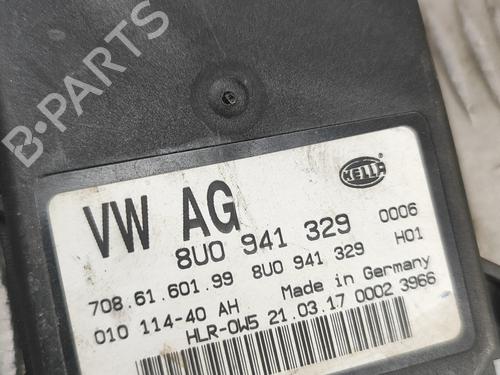 B-PARTS
HELLA
VW AG
8U0 941 329 0006
708.61.601.99 8U0 941 329 H01
010 114-40 AH Made in Germany
HLR-0W5 21.03.17 0002 3966